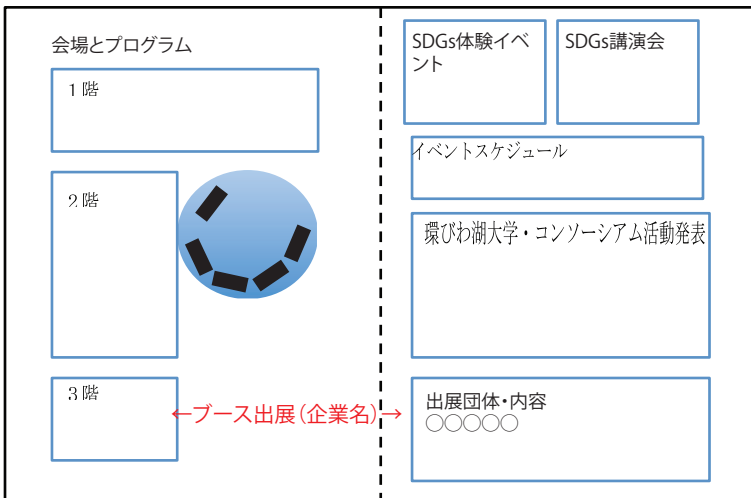 会場とプログラム
1階
2階
3階
←ブース出展(企業名)→
SDGs体験イベ
ント
SDGs講演会
イベントスケジュール
環びわ湖大学・コンソーシアム活動発表
出展団体・内容
○○○○○